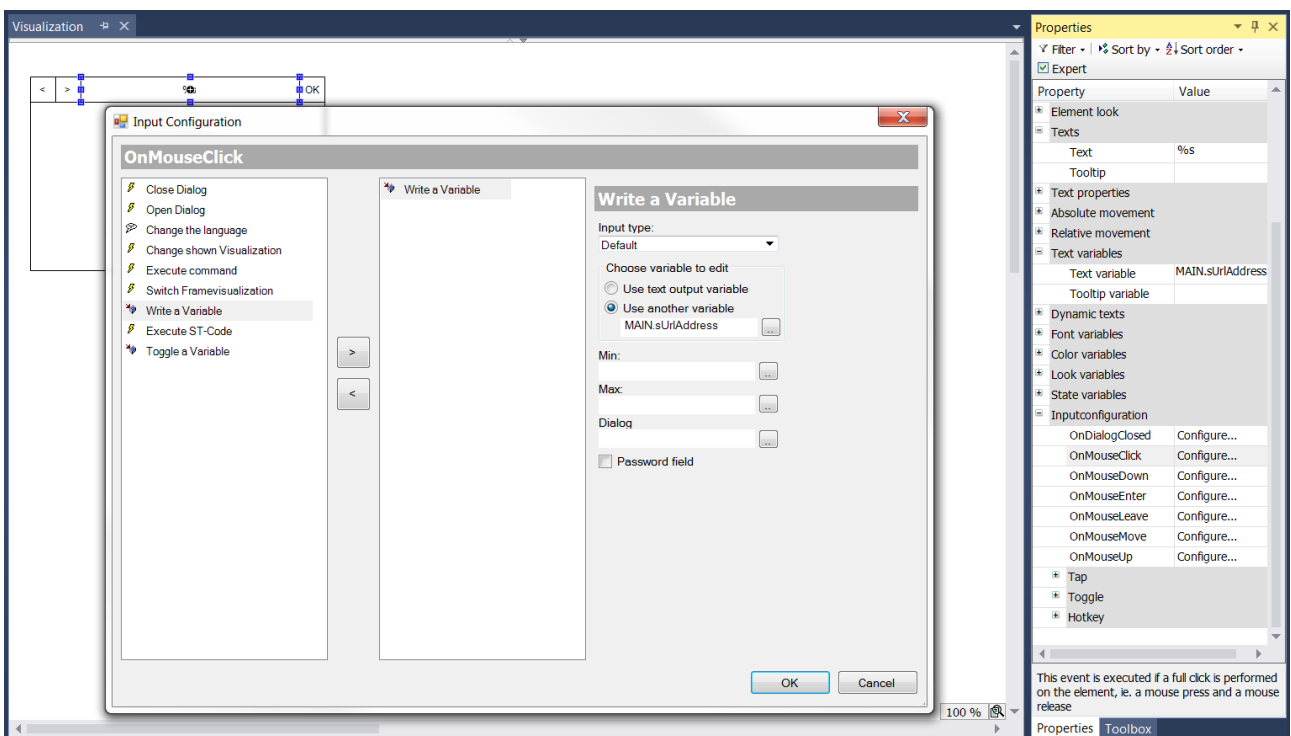 Visualization
< > %s OK
Input Configuration
OnMouseClick
Close Dialog
Open Dialog
Change the language
Change shown Visualization
Execute command
Switch Framevisualization
Write a Variable
Execute ST-Code
Toggle a Variable
>
<
Write a Variable
Write a Variable
Input type:
Default
Choose variable to edit
Use text output variable
Use another variable
MAIN.sUrlAddress
..
Min:
..
Max:
..
Dialog
..
Password field
OK Cancel
100 %
Properties
Filter Sort by Sort order
Expert
Property Value
Element look
Texts
Text %s
Tooltip
Text properties
Absolute movement
Relative movement
Text variables
Text variable MAIN.sUrlAddress
Tooltip variable
Dynamic texts
Font variables
Color variables
Look variables
State variables
Inputconfiguration
OnDialogClosed Configure...
OnMouseClick Configure...
OnMouseDown Configure...
OnMouseEnter Configure...
OnMouseLeave Configure...
OnMouseMove Configure...
OnMouseUp Configure...
Tap
Toggle
Hotkey
This event is executed if a full click is performed
on the element, ie. a mouse press and a mouse
release
Properties Toolbox